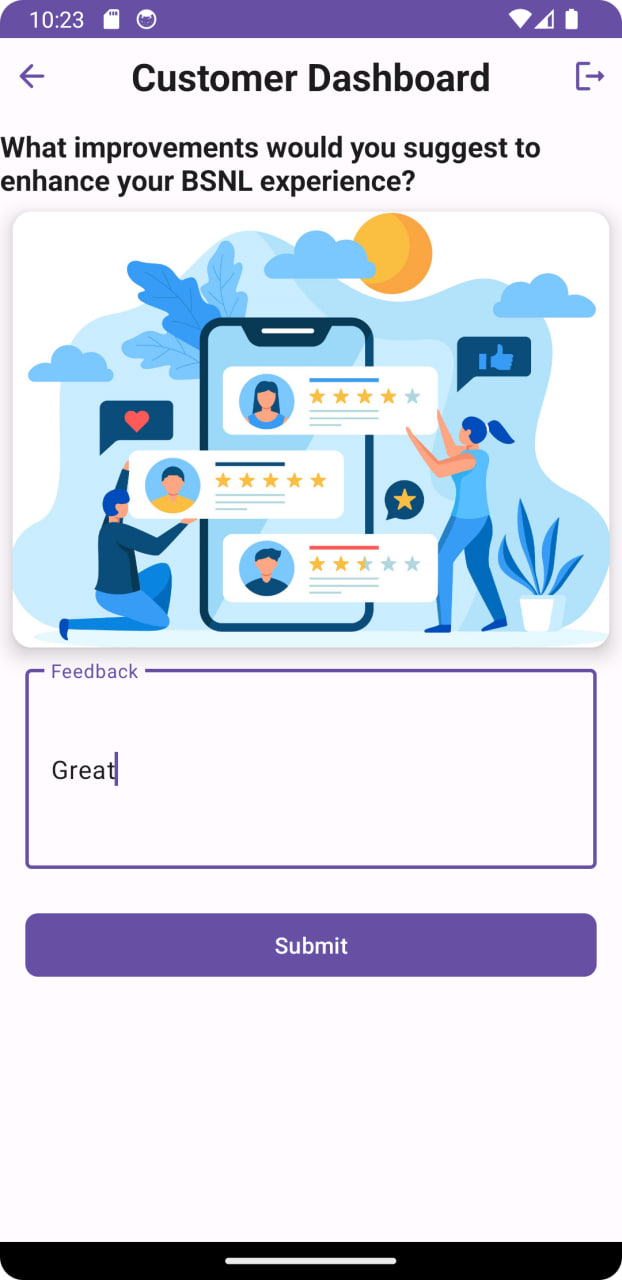 10:23
Customer Dashboard
What improvements would you suggest to
enhance your BSNL experience?
Feedback
Great
Submit